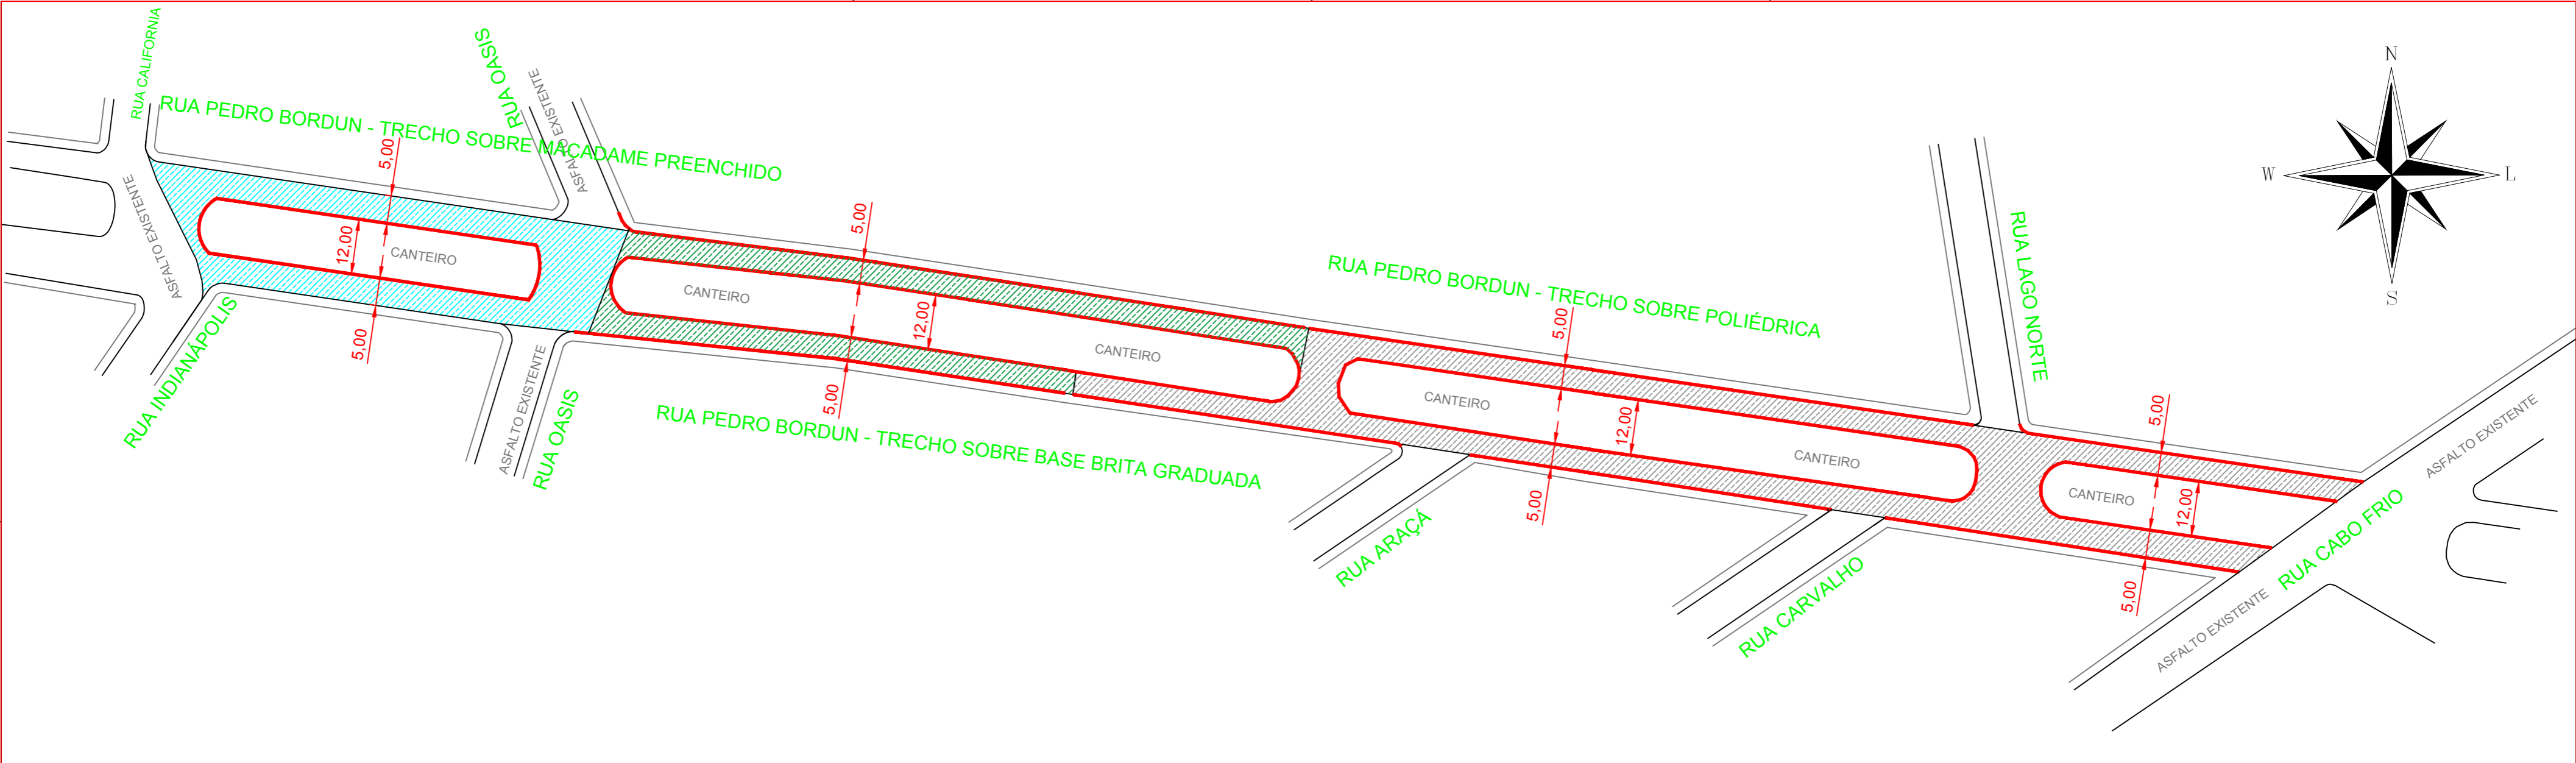 RUA CALIFORNIA
RUA PEDRO BORDUN - TRECHO SOBRE MACADAME PREENCHIDO
RUA OASIS
ASFALTO EXISTENTE
N
W
L
S
ASFALTO EXISTENTE
5,00
12,00
CANTEIRO
5,00
RUA INDIANÁPOLIS
ASFALTO EXISTENTE
RUA OASIS
5,00
CANTEIRO
12,00
CANTEIRO
5,00
RUA PEDRO BORDUN - TRECHO SOBRE BASE BRITA GRADUADA
RUA PEDRO BORDUN - TRECHO SOBRE POLIÉDRICA
5,00
CANTEIRO
12,00
CANTEIRO
5,00
RUA ARAÇÁ
RUA CARVALHO
RUA LAGO NORTE
5,00
CANTEIRO
12,00
5,00
ASFALTO EXISTENTE
RUA CABO FRIO
ASFALTO EXISTENTE